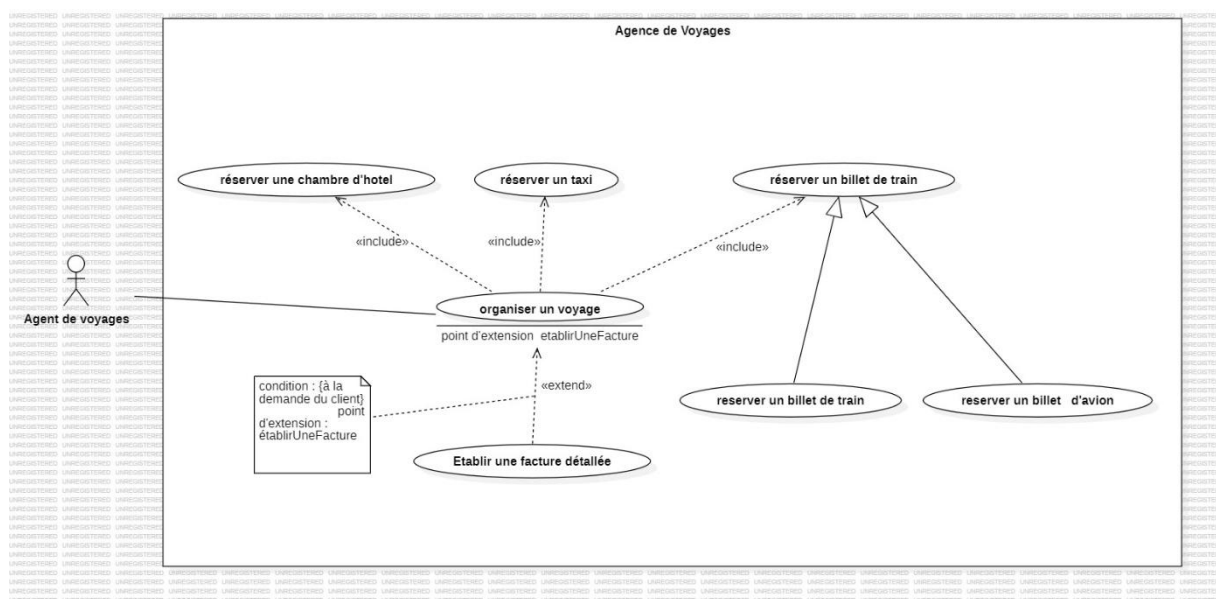 Agence de Voyages
réserver une chambre d'hotel
réserver un taxi
réserver un billet de train
«include»
«include»
«include»
Agent de voyages
organiser un voyage
point d'extension etablirUneFacture
condition : {à la
demande du client}
point
d'extension :
établirUneFacture
«extend»
reserver un billet de train
reserver un billet d'avion
Etablir une facture détallée
UNREGISTERED